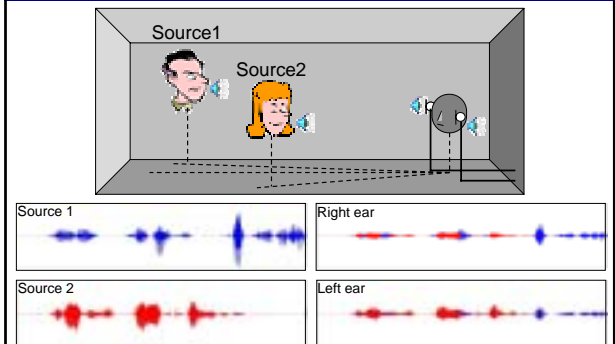 Source1
Source2
Source 1
Right ear
Source 2
Left ear